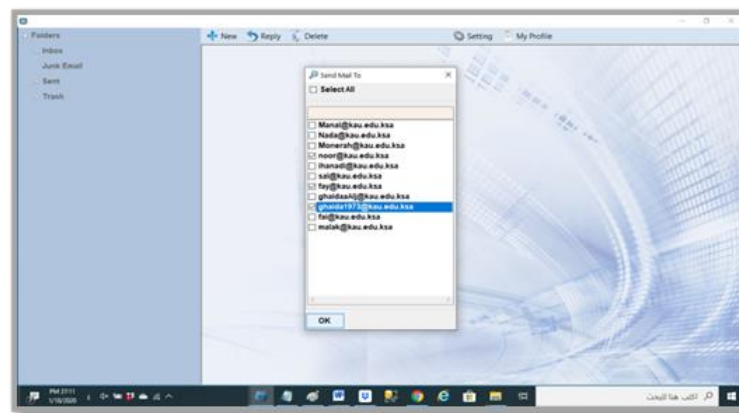 Folders
Inbox
Junk Email
Sent
Trash
New Reply Delete Setting My Profile
Send Mail To
Select All
Manal@kau.edu.ksa
Nada@kau.edu.ksa
Monerah@kau.edu.ksa
noor@kau.edu.ksa
ihanadi@kau.edu.ksa
sal@kau.edu.ksa
fay@kau.edu.ksa
ghaidaaAlj@kau.edu.ksa
ghaida1973@kau.edu.ksa
fai@kau.edu.ksa
malak@kau.edu.ksa
OK
اكتب هنا للبحث